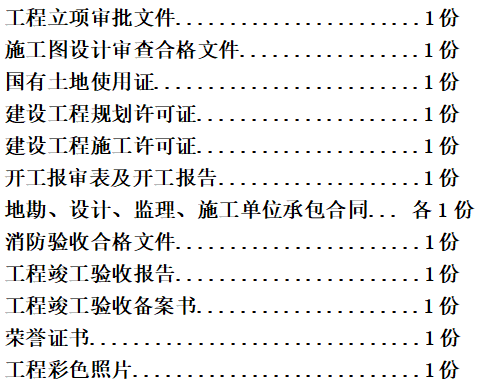 工程立项审批文件.......................1份
施工图设计审查合格文件.................1份
国有土地使用证.........................1份
建设工程规划许可证.....................1份
建设工程施工许可证.....................1份
开工报审表及开工报告...................1份
地勘、设计、监理、施工单位承包合同... 各1份
消防验收合格文件.......................1份
工程竣工验收报告.......................1份
工程竣工验收备案书.....................1份
荣誉证书...............................1份
工程彩色照片...........................1份